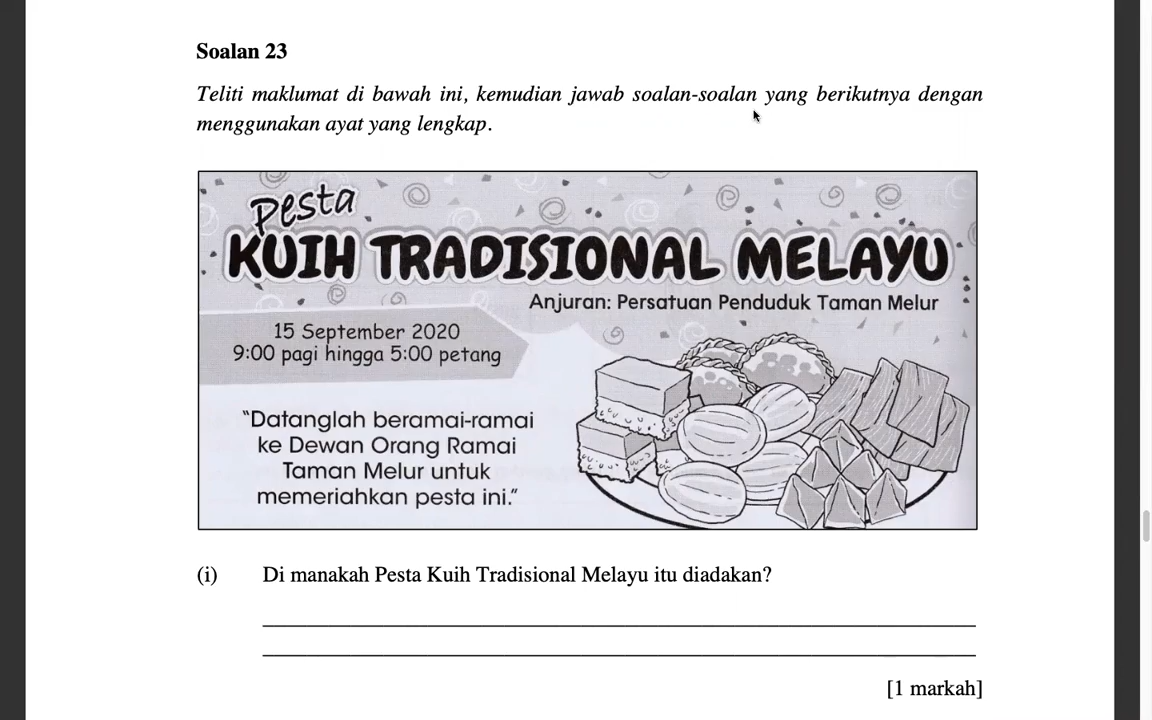 Soalan 23
Teliti maklumat di bawah ini, kemudian jawab soalan-soalan yang berikutnya dengan
menggunakan ayat yang lengkap.
Pesta
KUIH TRADISIONAL MELAYU
Anjuran: Persatuan Penduduk Taman Melur
15 September 2020
9:00 pagi hingga 5:00 petang
"Datanglah beramai-ramai
ke Dewan Orang Ramai
Taman Melur untuk
memeriahkan pesta ini."
(i) Di manakah Pesta Kuih Tradisional Melayu itu diadakan?
[1 markah]